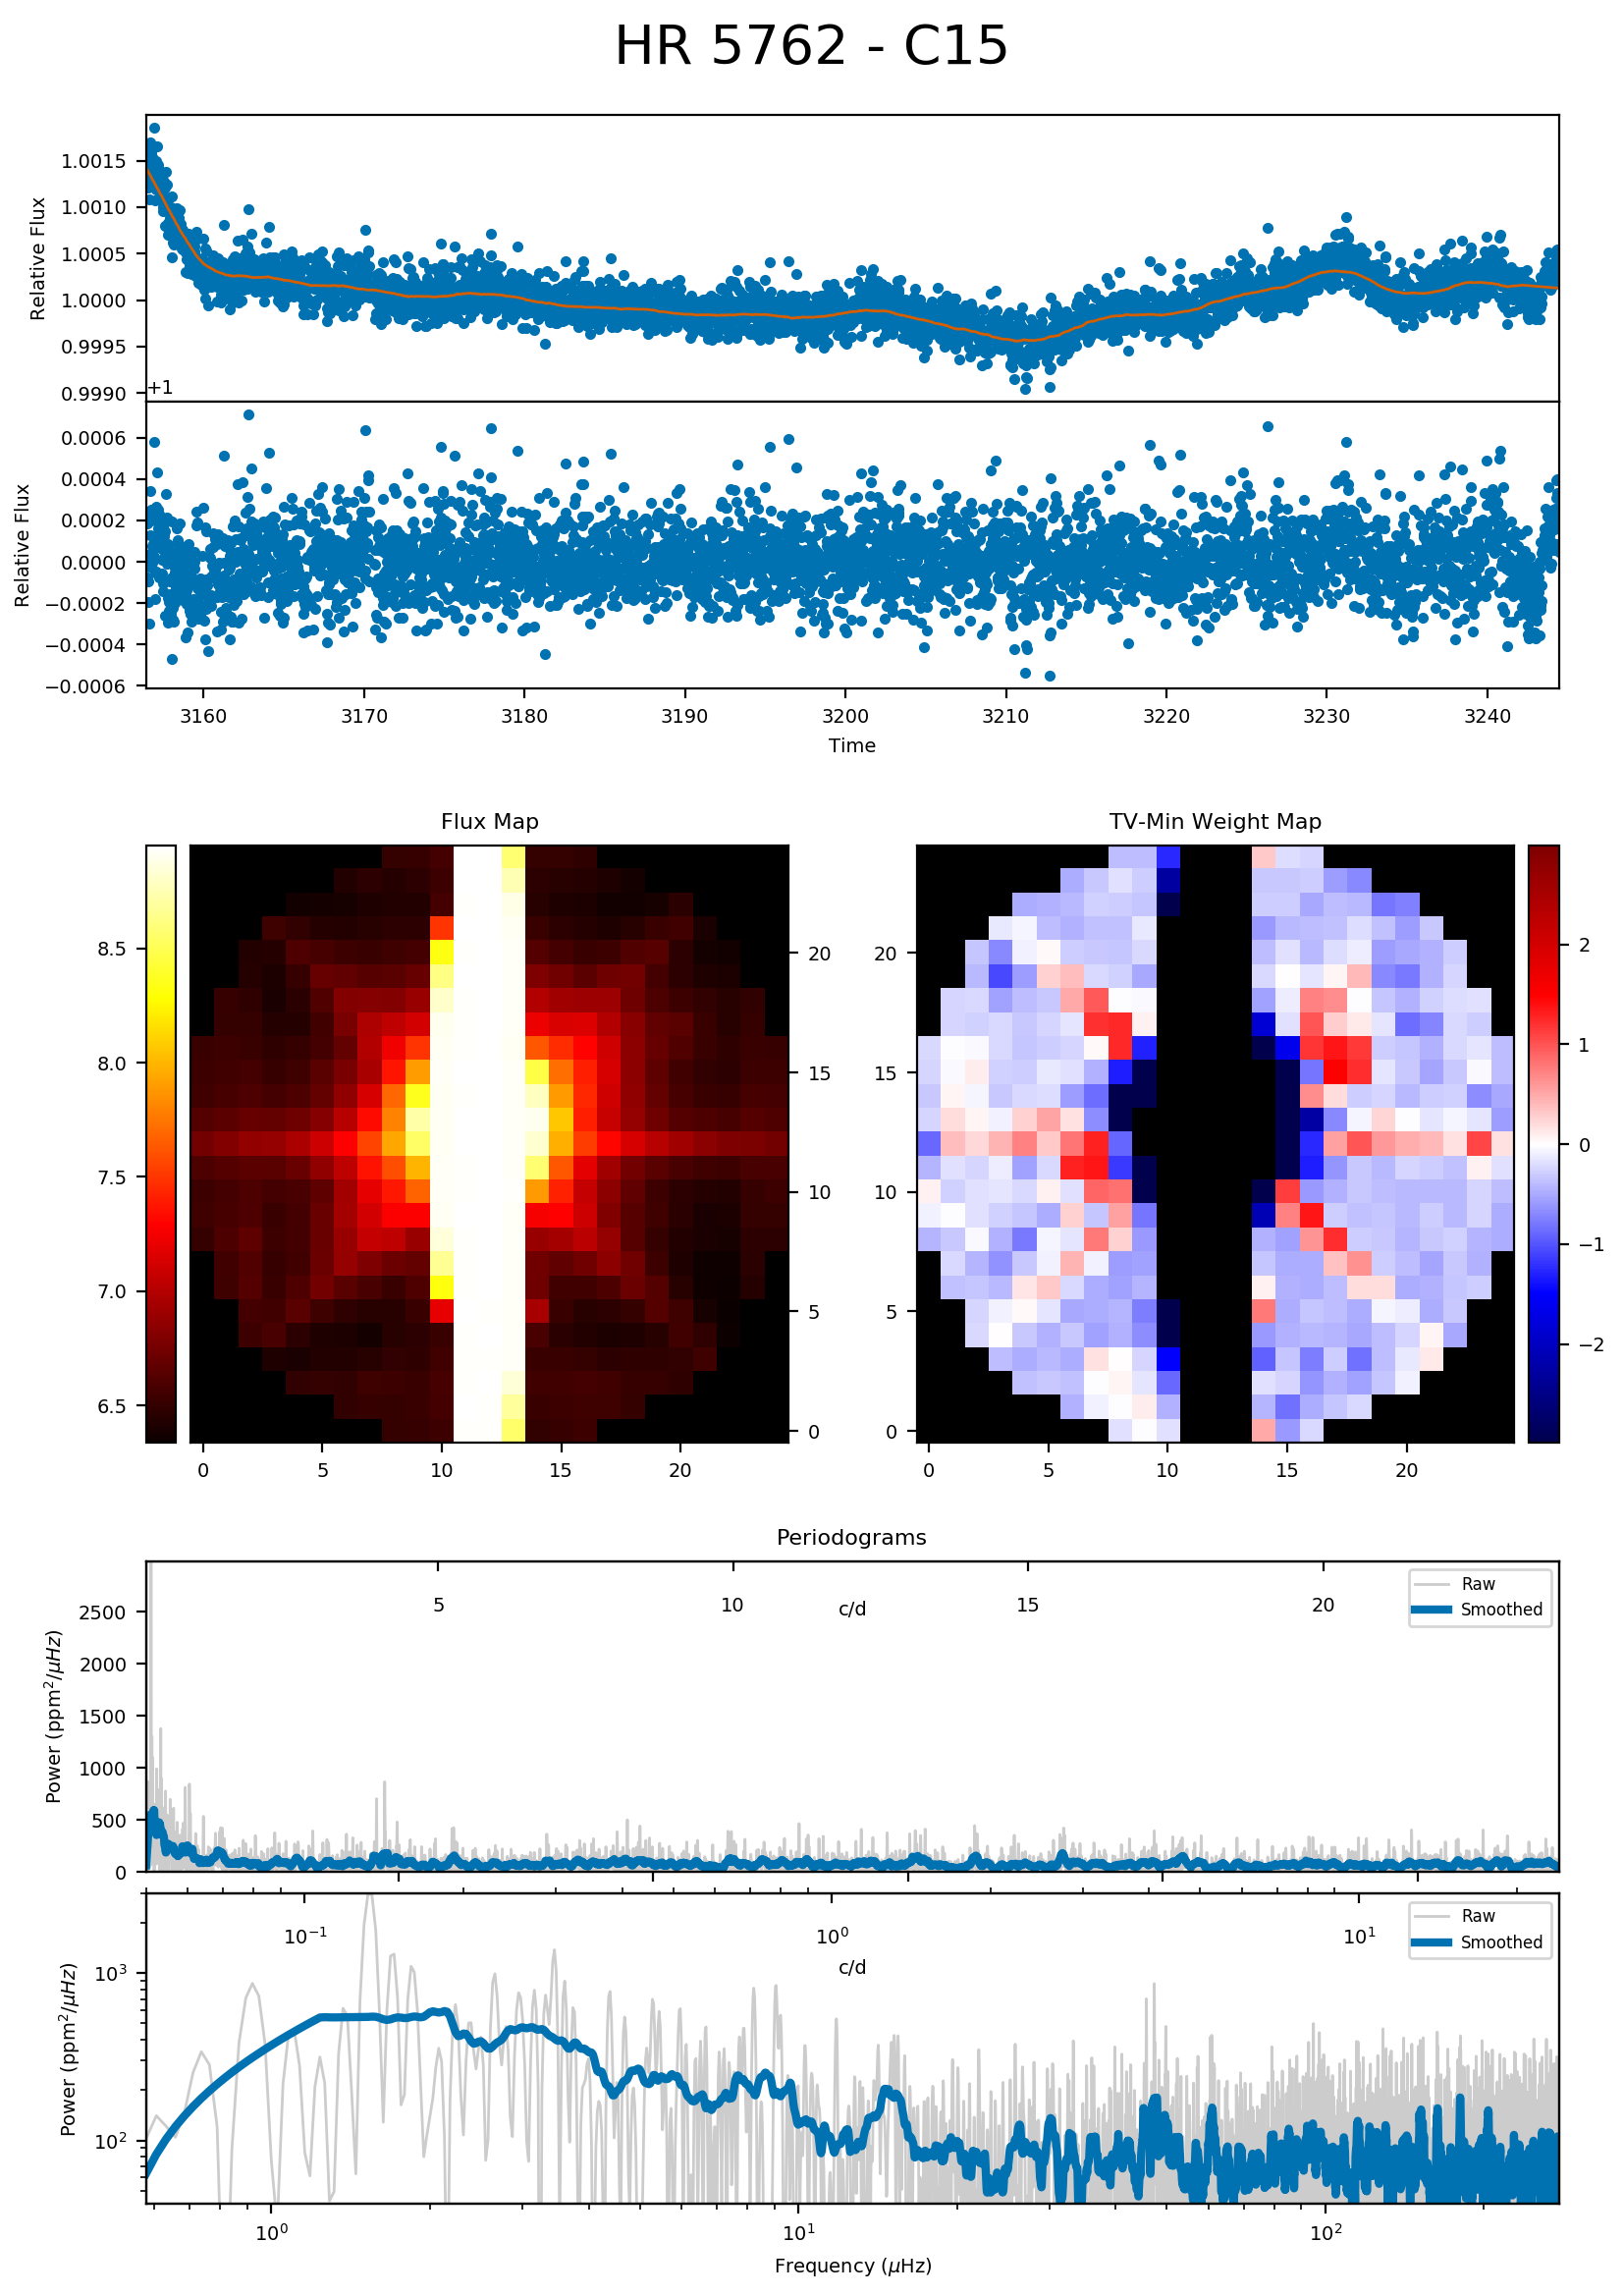 HR 5762 - C15
Relative Flux
1.0015
1.0010
1.0005
1.0000
0.9995
0.9990
+1
Relative Flux
0.0006
0.0004
0.0002
0.0000
−0.0002
−0.0004
−0.0006
3160 3170 3180 3190 3200 3210 3220 3230 3240
Time
Flux Map
8.5
8.0
7.5
7.0
6.5
20
15
10
5
0
0 5 10 15 20
TV-Min Weight Map
20
15
10
5
0
0 5 10 15 20
2
1
0
−1
−2
Periodograms
Power (ppm²/μHz)
2500
2000
1500
1000
500
0
5 10 15 20
c/d
Raw
Smoothed
Power (ppm²/μHz)
10³
10²
10⁻¹ 10⁰ 10¹
c/d
Raw
Smoothed
10⁰ 10¹ 10²
Frequency (μHz)